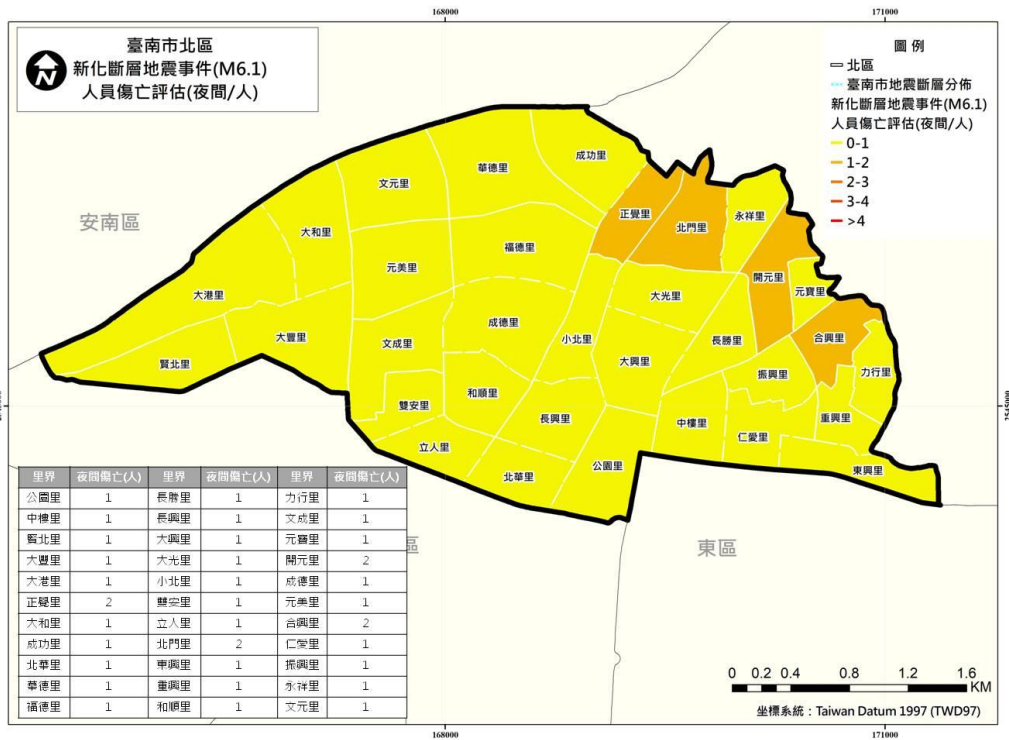 168000 171000
臺南市北區
新化斷層地震事件(M6.1)
人員傷亡評估(夜間/人)
N
圖例
北區
臺南市地震斷層分佈
新化斷層地震事件(M6.1)
人員傷亡評估(夜間/人)
0-1
1-2
2-3
3-4
>4
安南區
成功里
華德里
文元里
正覺里
北門里
永祥里
大和里
福德里
元美里
開元里
元寶里
大港里
大光里
成德里
大豐里
文成里
小北里
長勝里
合興里
賢北里
大興里
振興里
力行里
和順里
雙安里
長興里
重興里
中樓里
仁愛里
立人里
公園里
北華里
東興里
區
東區
2545000
里界 夜間傷亡(人) 里界 夜間傷亡(人) 里界 夜間傷亡(人)
公園里 1 長勝里 1 力行里 1
中樓里 1 長興里 1 文成里 1
賢北里 1 大興里 1 元寶里 1
大豐里 1 大光里 1 開元里 2
大港里 1 小北里 1 成德里 1
正覺里 2 雙安里 1 元美里 1
大和里 1 立人里 1 合興里 2
成功里 1 北門里 2 仁愛里 1
北華里 1 東興里 1 振興里 1
華德里 1 重興里 1 永祥里 1
福德里 1 和順里 1 文元里 1
0 0.2 0.4 0.8 1.2 1.6
KM
坐標系統：Taiwan Datum 1997 (TWD97)
168000 171000